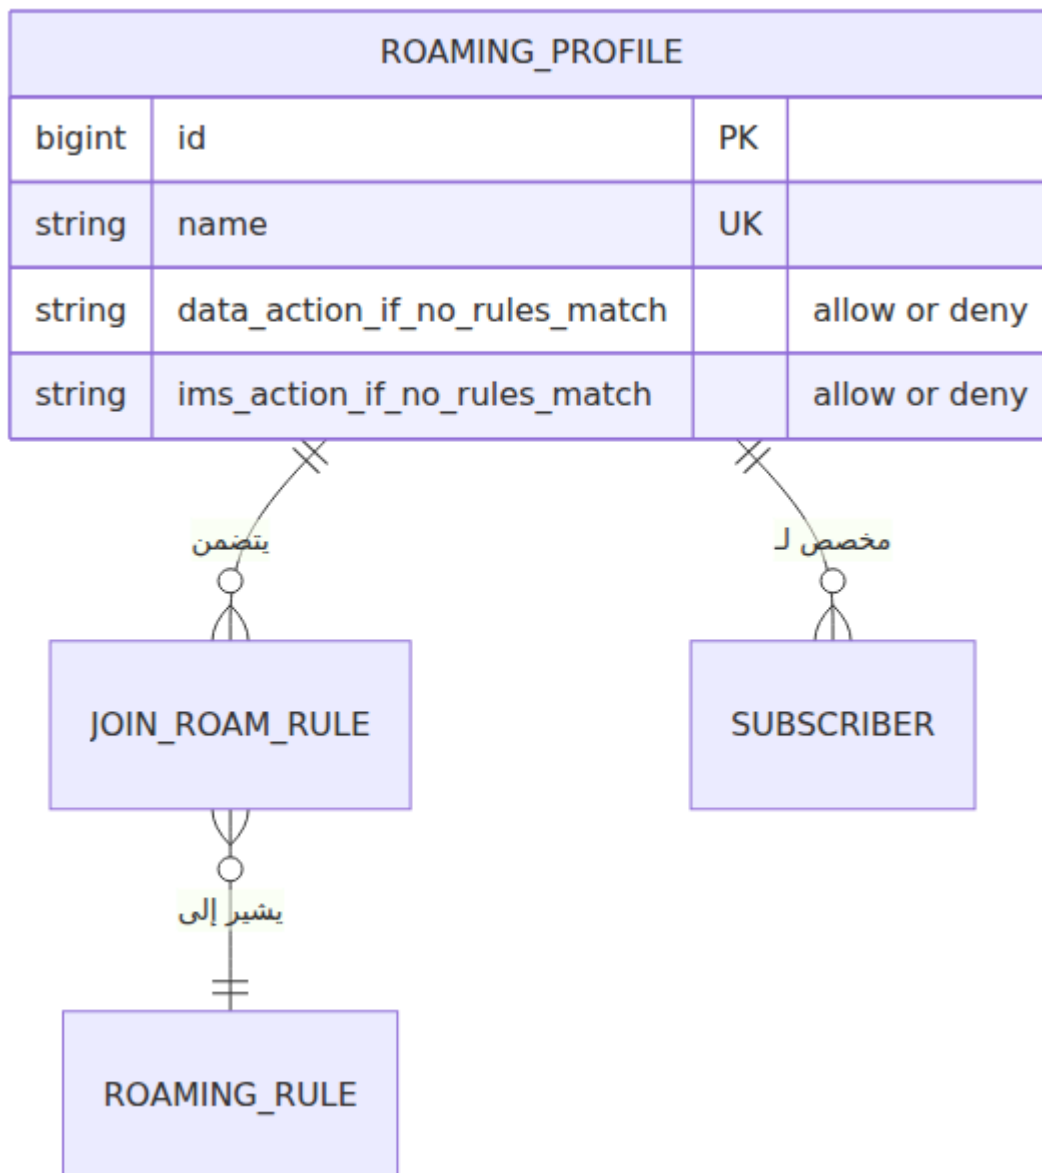 ROAMING_PROFILE
bigint id PK
string name UK
string data_action_if_no_rules_match allow or deny
string ims_action_if_no_rules_match allow or deny
يتضمن
مخصص لـ
JOIN_ROAM_RULE
SUBSCRIBER
يشير إلى
ROAMING_RULE